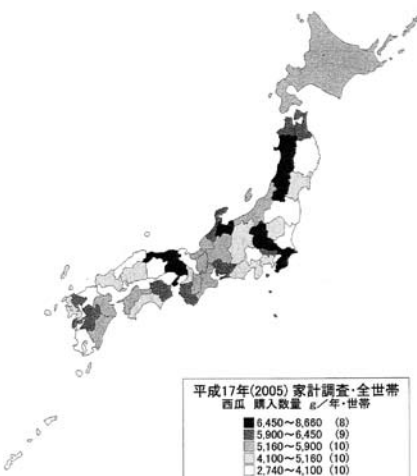 平成17年(2005) 家計調査・全世帯
西瓜 購入数量 g/年・世帯
6,450～8,660 (8)
5,900～6,450 (9)
5,160～5,900 (10)
4,100～5,160 (10)
2,740～4,100 (10)